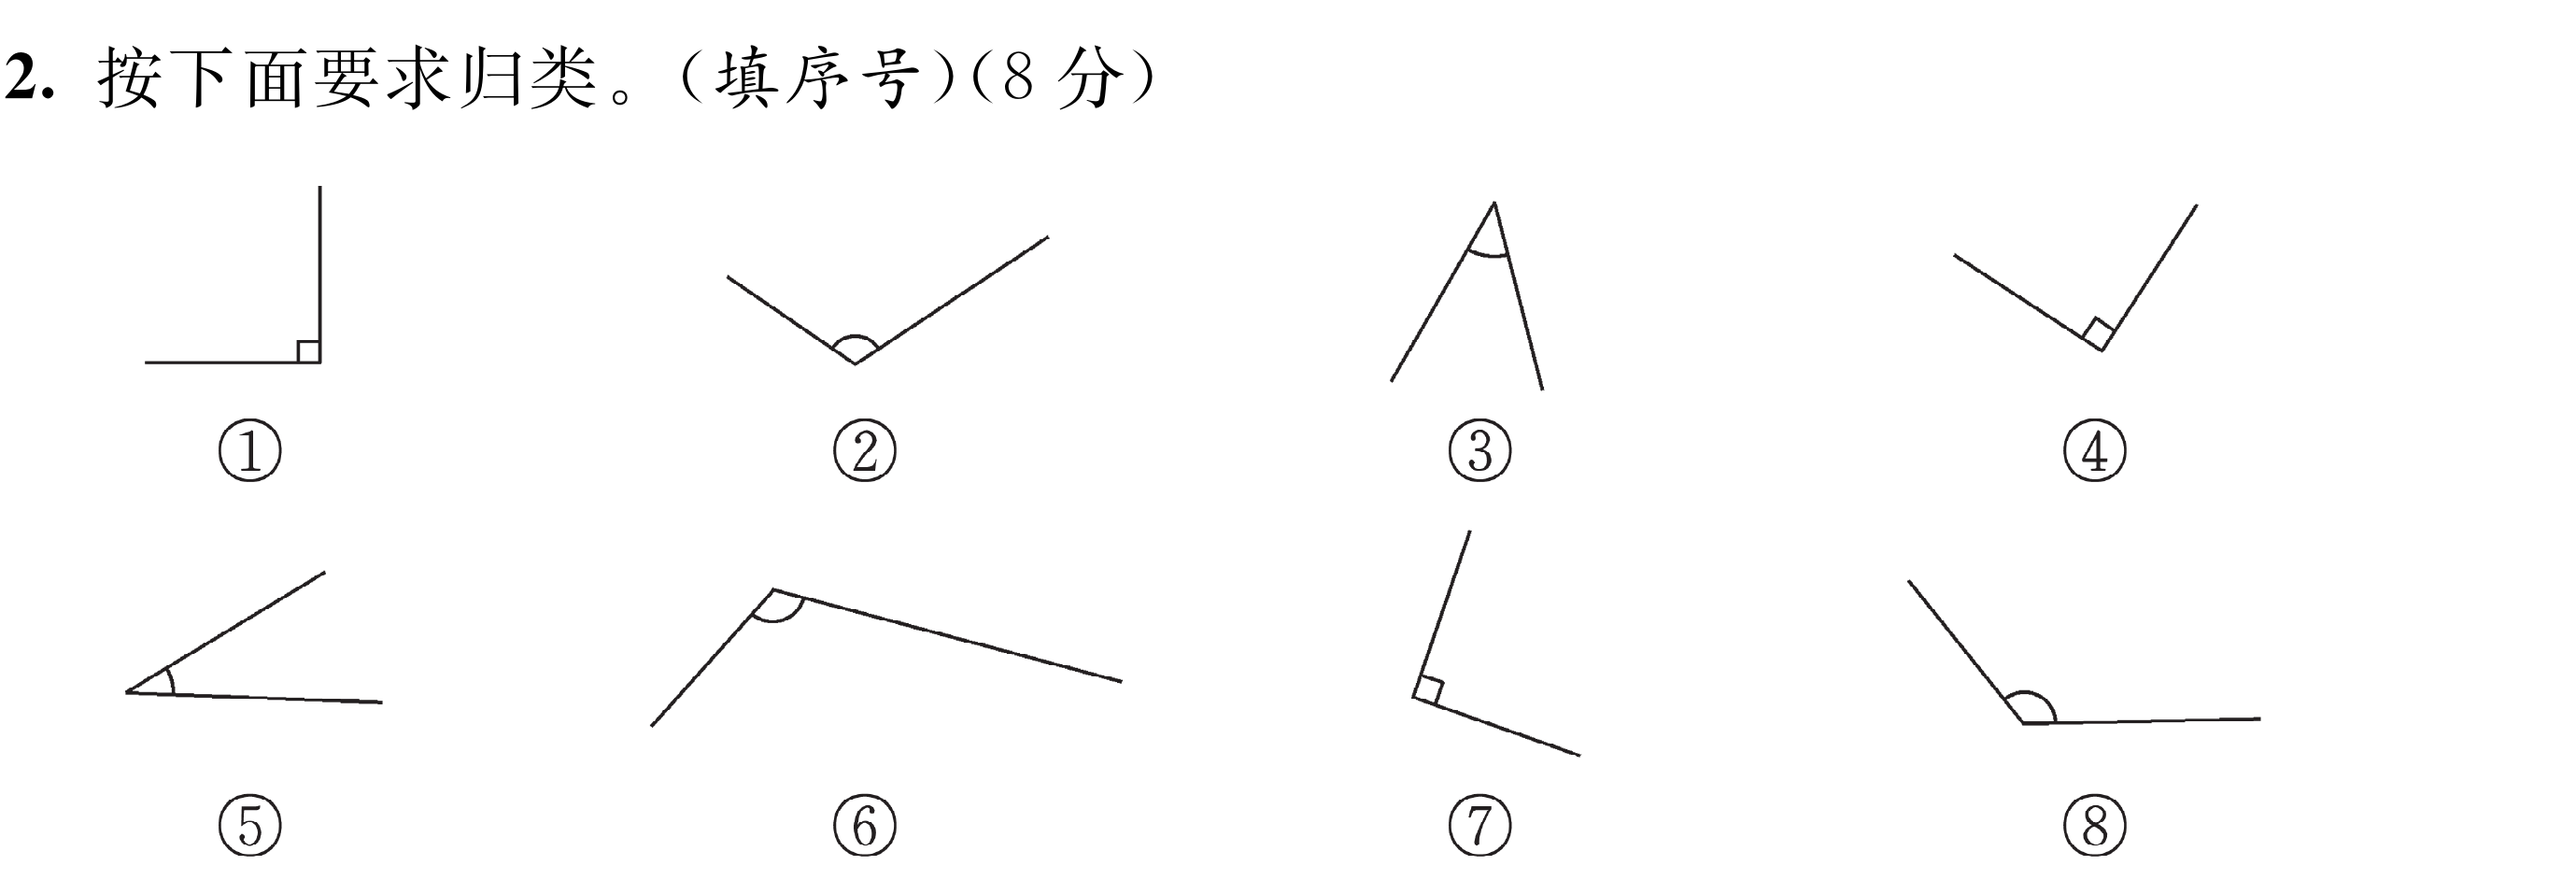 2. 按下面要求归类。(填序号)(8 分)
① ② ③ ④
⑤ ⑥ ⑦ ⑧